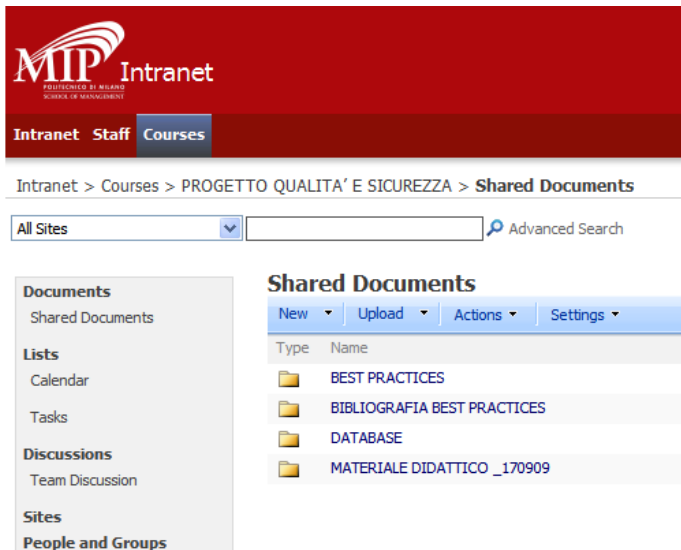 MIP Intranet
POLITECNICO DI MILANO
SCHOOL OF MANAGEMENT
Intranet Staff Courses
Intranet > Courses > PROGETTO QUALITA' E SICUREZZA > Shared Documents
All Sites Advanced Search
Documents
Shared Documents
Lists
Calendar
Tasks
Discussions
Team Discussion
Sites
People and Groups
Shared Documents
New Upload Actions Settings
Type Name
BEST PRACTICES
BIBLIOGRAFIA BEST PRACTICES
DATABASE
MATERIALE DIDATTICO _170909